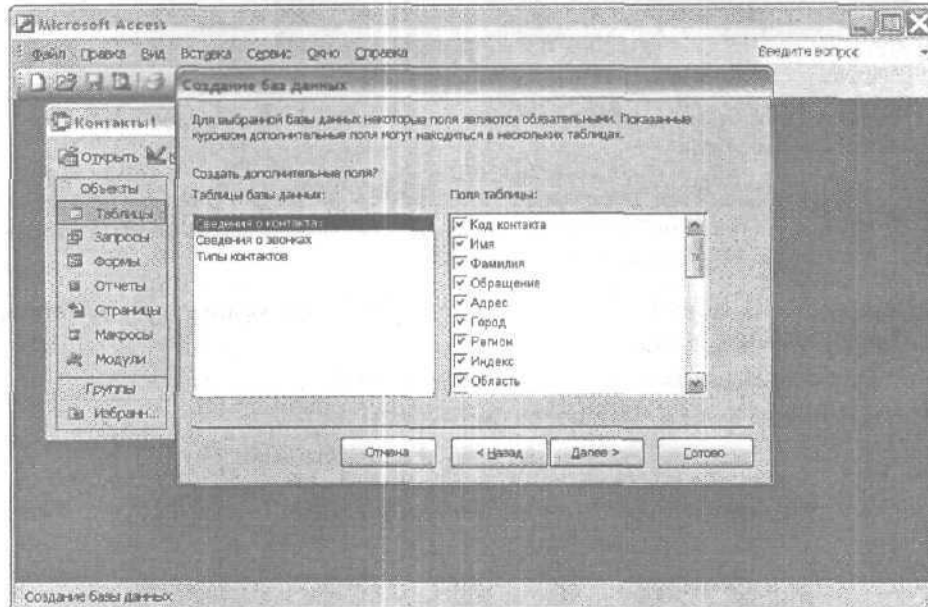 Microsoft Access
Файл Правка Вид Вставка Сервис Окно Справка
Введите вопрос
Создание баз данных
Контакты1
Для выбранной базы данных некоторые поля являются обязательными. Показанные
курсивом дополнительные поля могут находиться в нескольких таблицах.
Открыть
Создать дополнительные поля?
Объекты
Таблицы базы данных:
Поля таблицы:
Таблицы
Запросы
Формы
Отчеты
Страницы
Макросы
Модули
Группы
Избранн...
Сведения о контактах
Сведения о звонках
Типы контактов
Код контакта
Имя
Фамилия
Обращение
Адрес
Город
Регион
Индекс
Область
Отмена
< Назад
Далее >
Готово
Создание базы данных